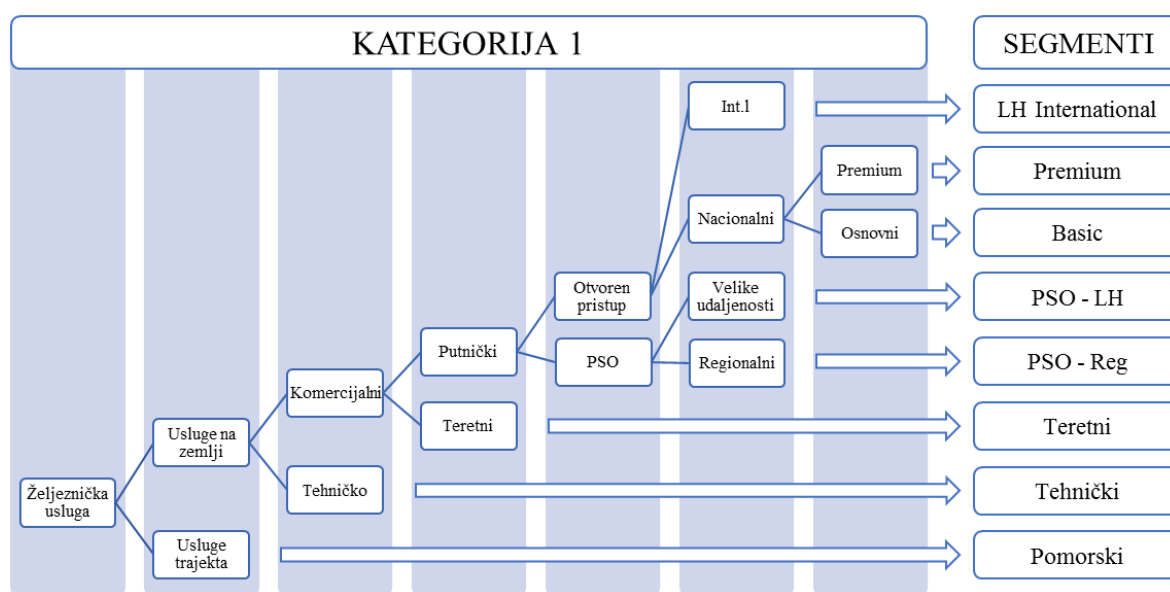 KATEGORIJA 1
SEGMENTI
Int.l
LH International
Premium
Premium
Nacionalni
Osnovni
Basic
Otvoren
pristup
Velike
udaljenosti
PSO - LH
Putnički
PSO
Regionalni
PSO - Reg
Komercijalni
Teretni
Teretni
Usluge na
zemlji
Tehničko
Tehnički
Željeznička
usluga
Usluge
trajekta
Pomorski